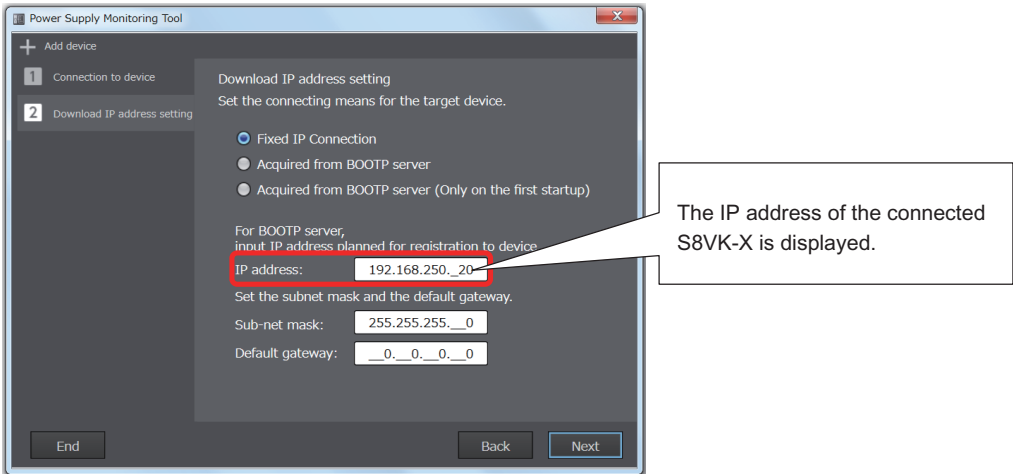 Power Supply Monitoring Tool
Add device
1 Connection to device
2 Download IP address setting
Download IP address setting
Set the connecting means for the target device.
Fixed IP Connection
Acquired from BOOTP server
Acquired from BOOTP server (Only on the first startup)
For BOOTP server,
input IP address planned for registration to device
IP address: 192.168.250._20
Set the subnet mask and the default gateway.
Sub-net mask: 255.255.255.__0
Default gateway: __0.__0.__0.__0
End Back Next
The IP address of the connected
S8VK-X is displayed.